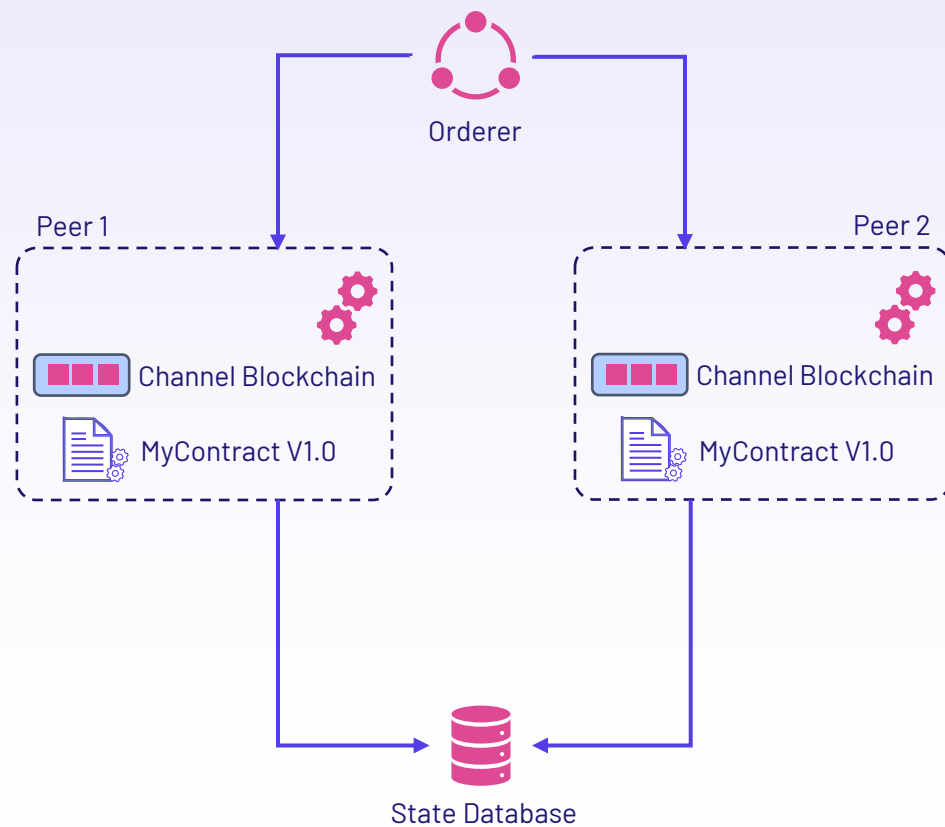 Orderer
Peer 1
Peer 2
Channel Blockchain
MyContract V1.0
Channel Blockchain
MyContract V1.0
State Database